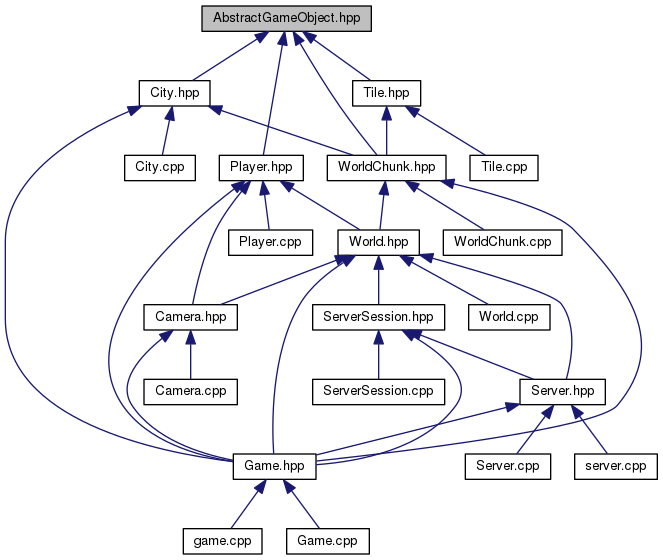 AbstractGameObject.hpp
City.hpp
Tile.hpp
City.cpp
Player.hpp
WorldChunk.hpp
Tile.cpp
Player.cpp
World.hpp
WorldChunk.cpp
Camera.hpp
ServerSession.hpp
World.cpp
Camera.cpp
ServerSession.cpp
Server.hpp
Game.hpp
Server.cpp
server.cpp
game.cpp
Game.cpp